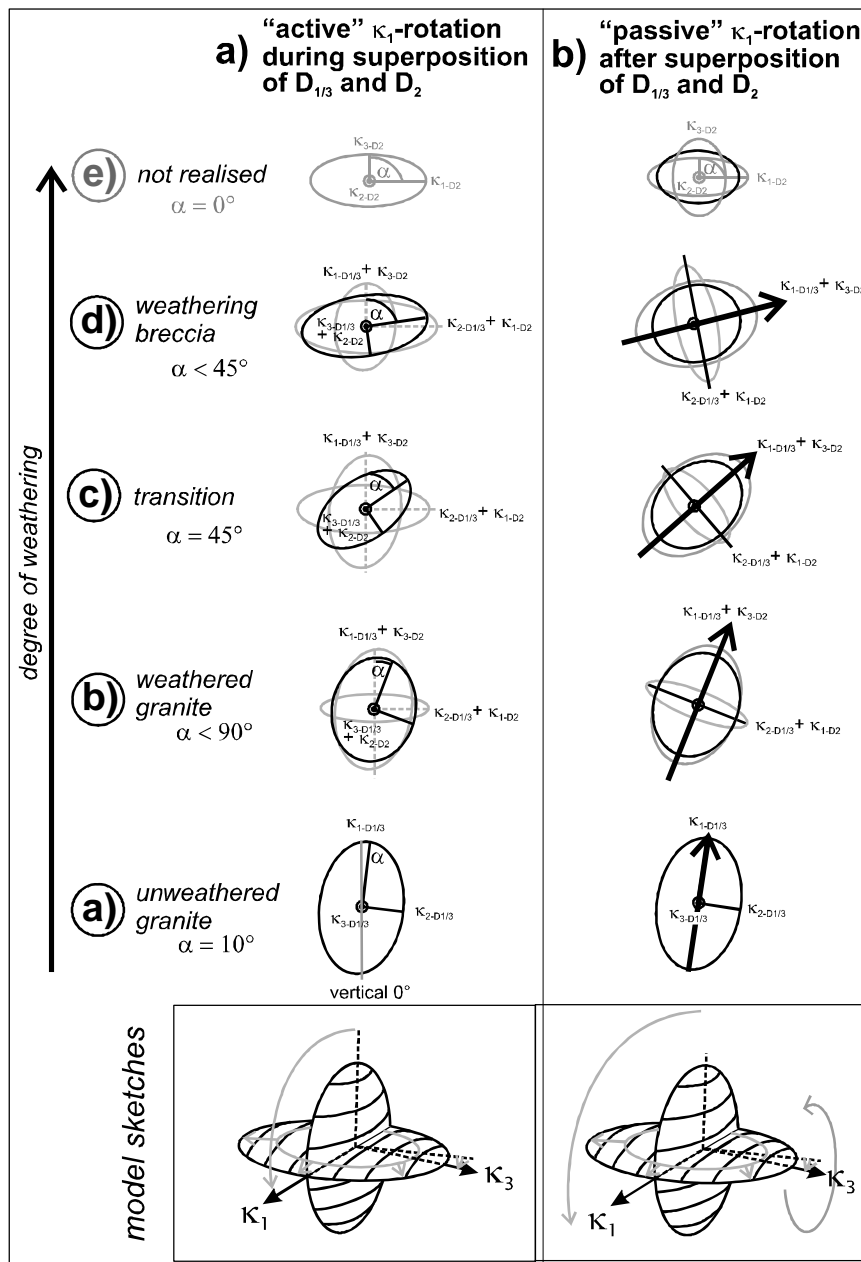 a) “active” κ1-rotation
during superposition
of D1/3 and D2
b) “passive” κ1-rotation
after superposition
of D1/3 and D2
degree of weathering
e) not realised
α = 0°
κ3-D2
α
κ2-D2
κ1-D2
κ3-D2
α
κ2-D2
κ1-D2
d) weathering
breccia
α < 45°
κ1-D1/3 + κ3-D2
α
κ3-D1/3
+ κ2-D2
κ2-D1/3 + κ1-D2
κ1-D1/3 + κ3-D2
κ2-D1/3 + κ1-D2
c) transition
α = 45°
κ1-D1/3 + κ3-D2
α
κ3-D1/3
+ κ2-D2
κ2-D1/3 + κ1-D2
κ1-D1/3 + κ3-D2
κ2-D1/3 + κ1-D2
b) weathered
granite
α < 90°
κ1-D1/3 + κ3-D2
α
κ3-D1/3
+ κ2-D2
κ2-D1/3 + κ1-D2
κ1-D1/3 + κ3-D2
κ2-D1/3 + κ1-D2
a) unweathered
granite
α = 10°
κ1-D1/3
α
κ3-D1/3
κ2-D1/3
vertical 0°
κ1-D1/3
κ3-D1/3
κ2-D1/3
model sketches
κ1
κ3
κ1
κ3